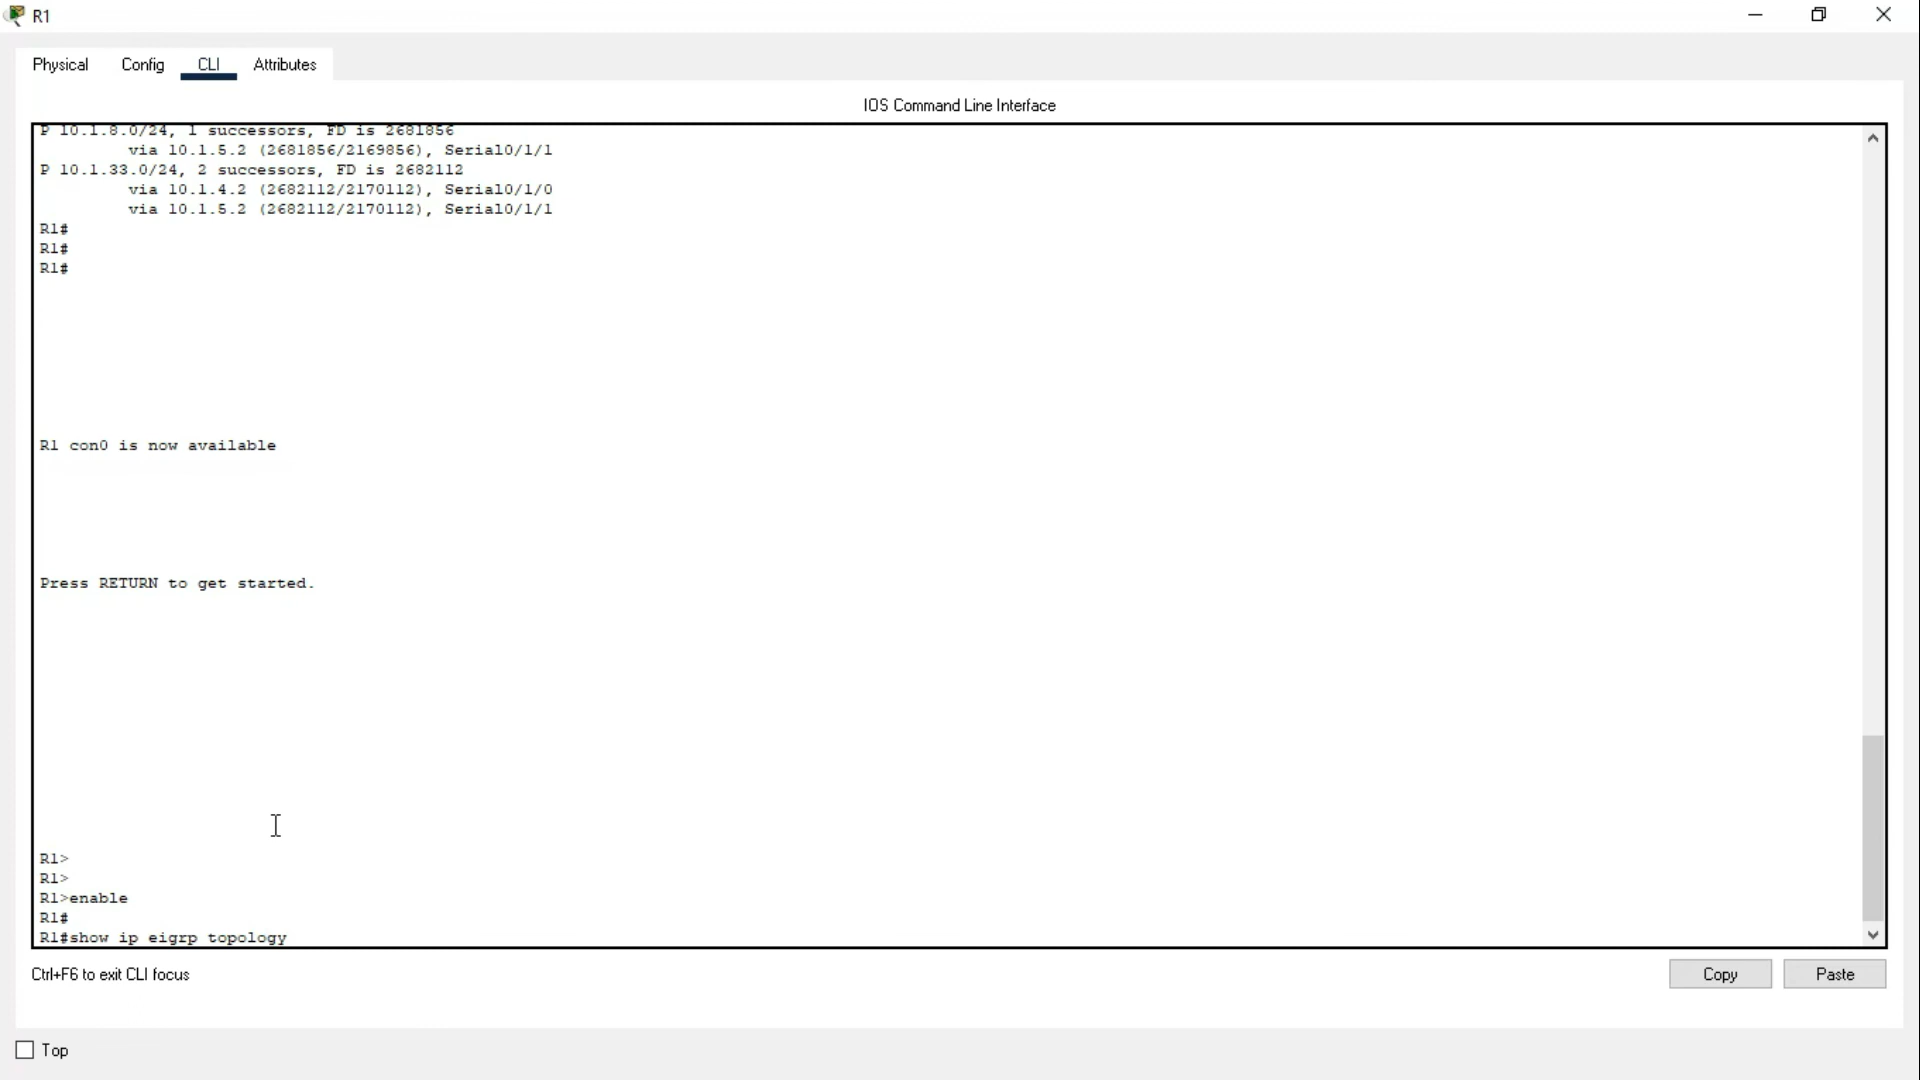 R1
Physical Config CLI Attributes
IOS Command Line Interface
P 10.1.8.0/24, 1 successors, FD is 2681856
via 10.1.5.2 (2681856/2169856), Serial0/1/1
P 10.1.33.0/24, 2 successors, FD is 2682112
via 10.1.4.2 (2682112/2170112), Serial0/1/0
via 10.1.5.2 (2682112/2170112), Serial0/1/1
R1#
R1#
R1#
R1 con0 is now available
Press RETURN to get started.
R1>
R1>
R1>enable
R1#
R1#show ip eigrp topology
Ctrl+F6 to exit CLI focus
Copy Paste
Top